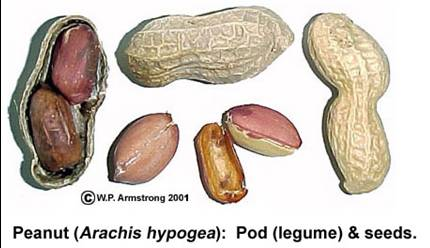 © W.P. Armstrong 2001
Peanut (Arachis hypogea): Pod (legume) & seeds.